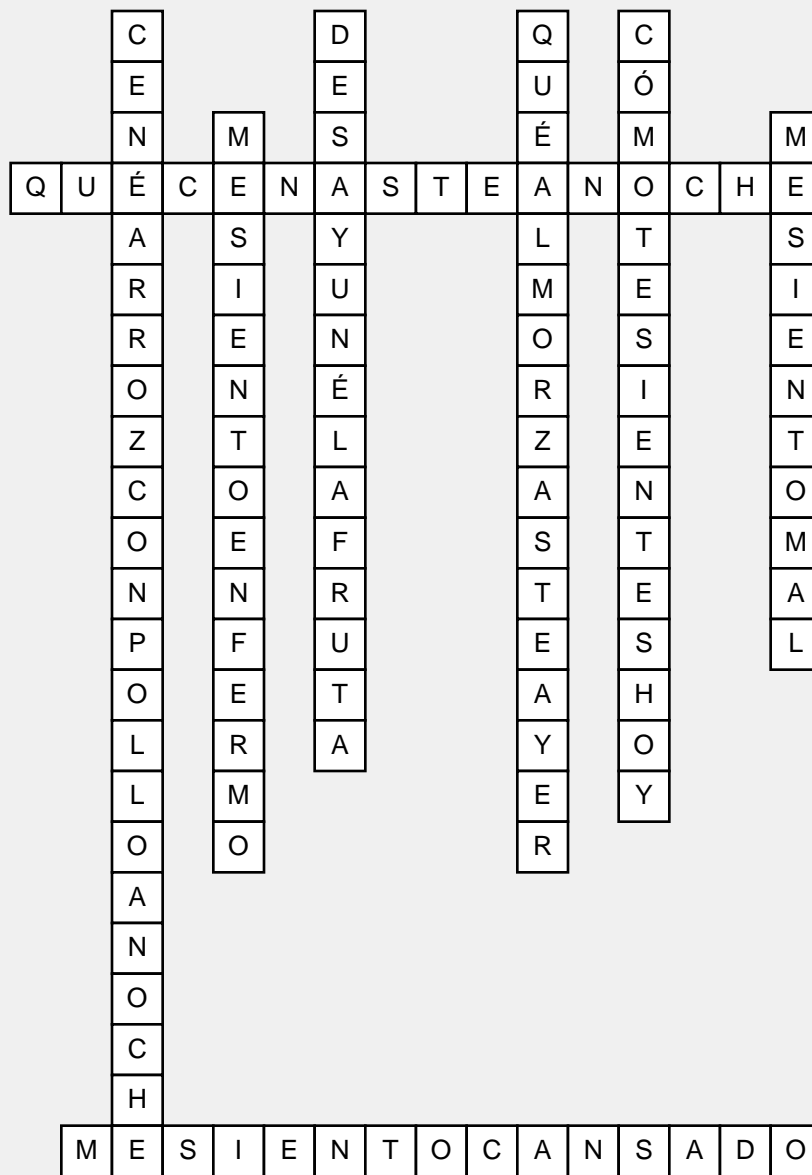 CENÉARROZCONPOLLOANOCHE
DESAYUNÉLAFRUTA
QUÉALMORZASTEAYER
CÓMOTESIENTESHOY
MESIENTOENFERMO
MESIENTOMAL
QUÉCENASTEANOCHE
MESIENTOCANSADO